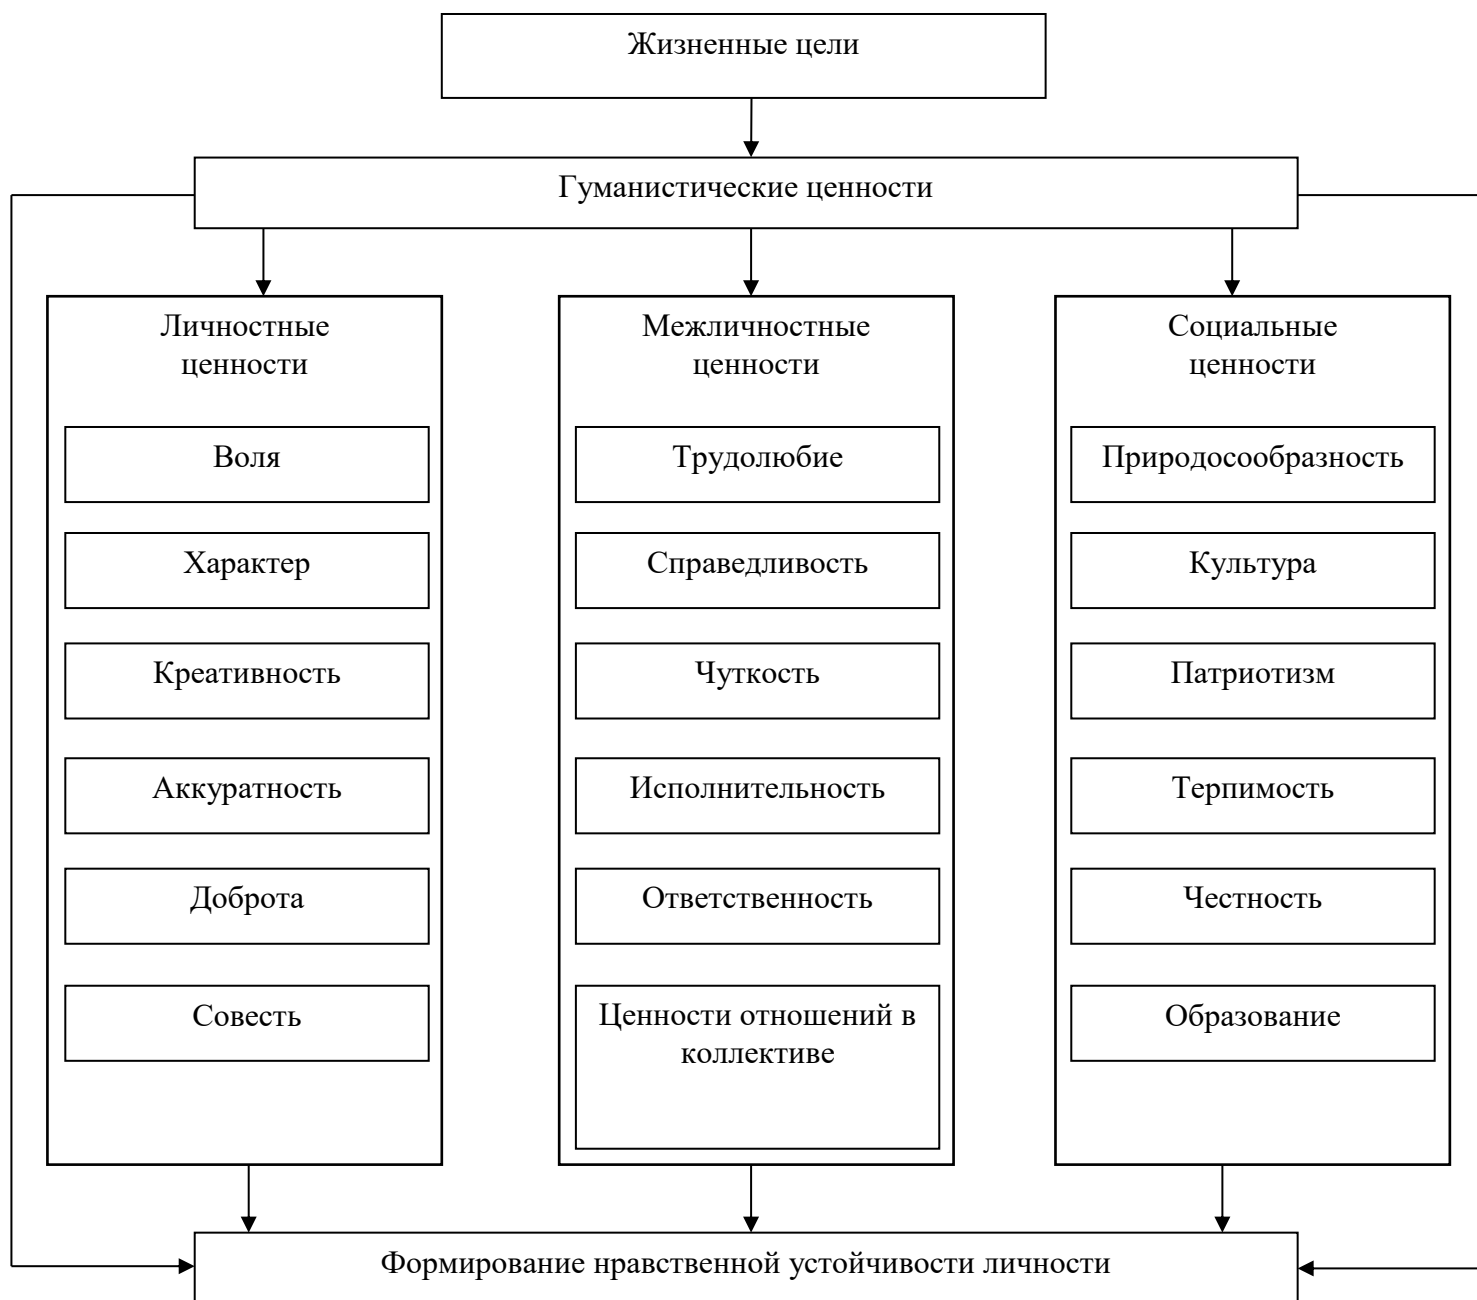 Жизненные цели
Гуманистические ценности
Личностные
ценности
Воля
Характер
Креативность
Аккуратность
Доброта
Совесть
Межличностные
ценности
Трудолюбие
Справедливость
Чуткость
Исполнительность
Ответственность
Ценности отношений в
коллективе
Социальные
ценности
Природосообразность
Культура
Патриотизм
Терпимость
Честность
Образование
Формирование нравственной устойчивости личности